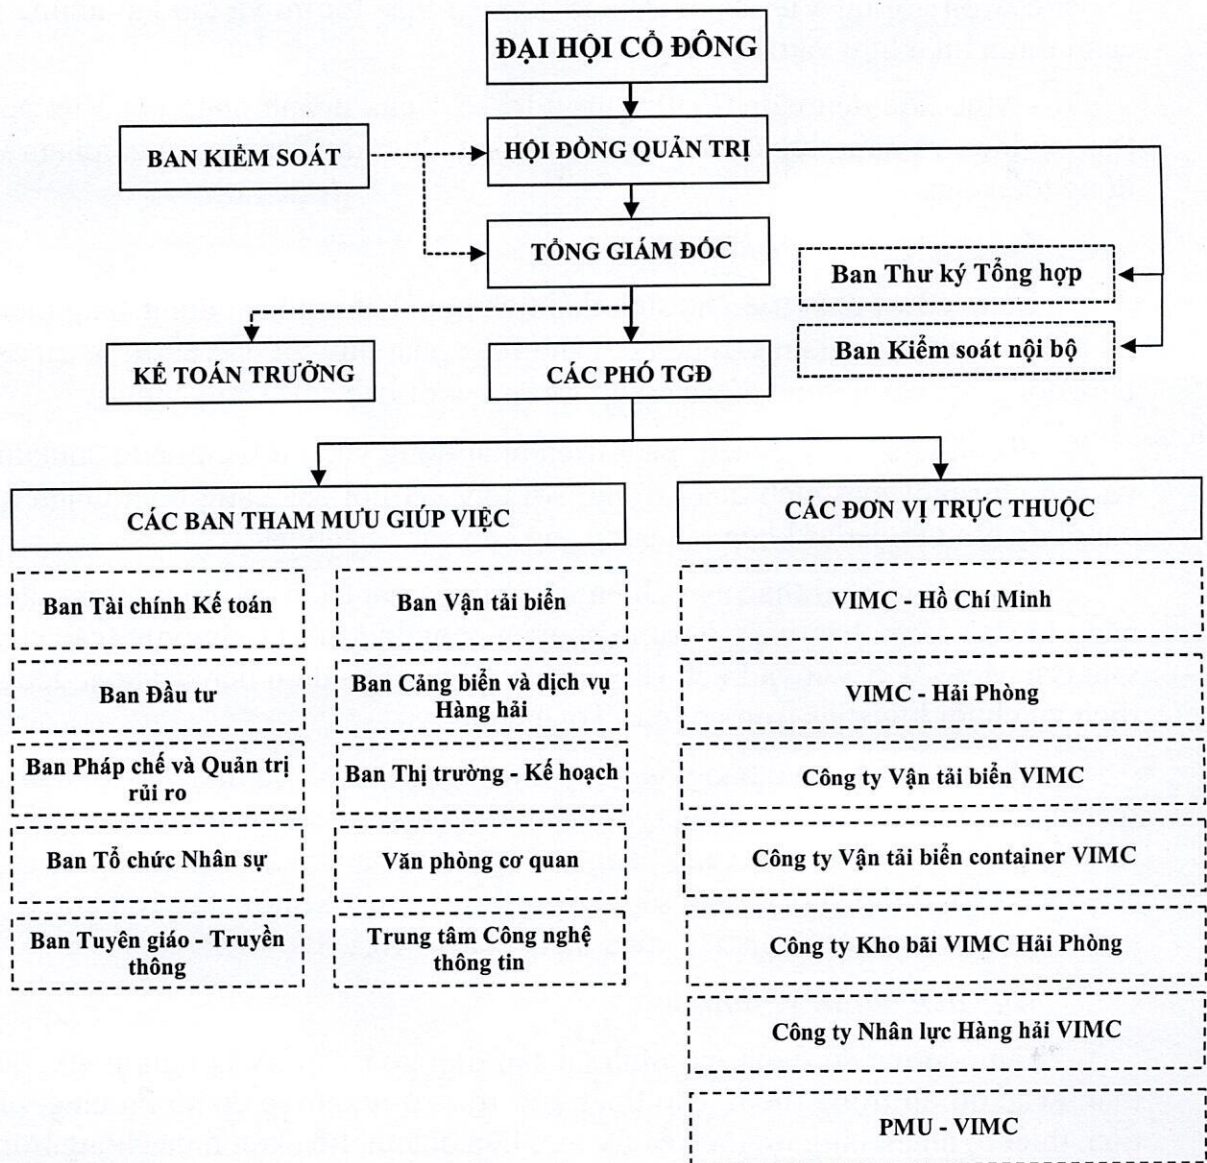 ĐẠI HỘI CỔ ĐÔNG
BAN KIỂM SOÁT
HỘI ĐỒNG QUẢN TRỊ
TỔNG GIÁM ĐỐC
Ban Thư ký Tổng hợp
Ban Kiểm soát nội bộ
KẾ TOÁN TRƯỞNG
CÁC PHÓ TGĐ
CÁC BAN THAM MƯU GIÚP VIỆC
CÁC ĐƠN VỊ TRỰC THUỘC
Ban Tài chính Kế toán
Ban Đầu tư
Ban Pháp chế và Quản trị
rủi ro
Ban Tổ chức Nhân sự
Ban Tuyên giáo - Truyền
thông
Ban Vận tải biển
Ban Cảng biển và dịch vụ
Hàng hải
Ban Thị trường - Kế hoạch
Văn phòng cơ quan
Trung tâm Công nghệ
thông tin
VIMC - Hồ Chí Minh
VIMC - Hải Phòng
Công ty Vận tải biển VIMC
Công ty Vận tải biển container VIMC
Công ty Kho bãi VIMC Hải Phòng
Công ty Nhân lực Hàng hải VIMC
PMU - VIMC